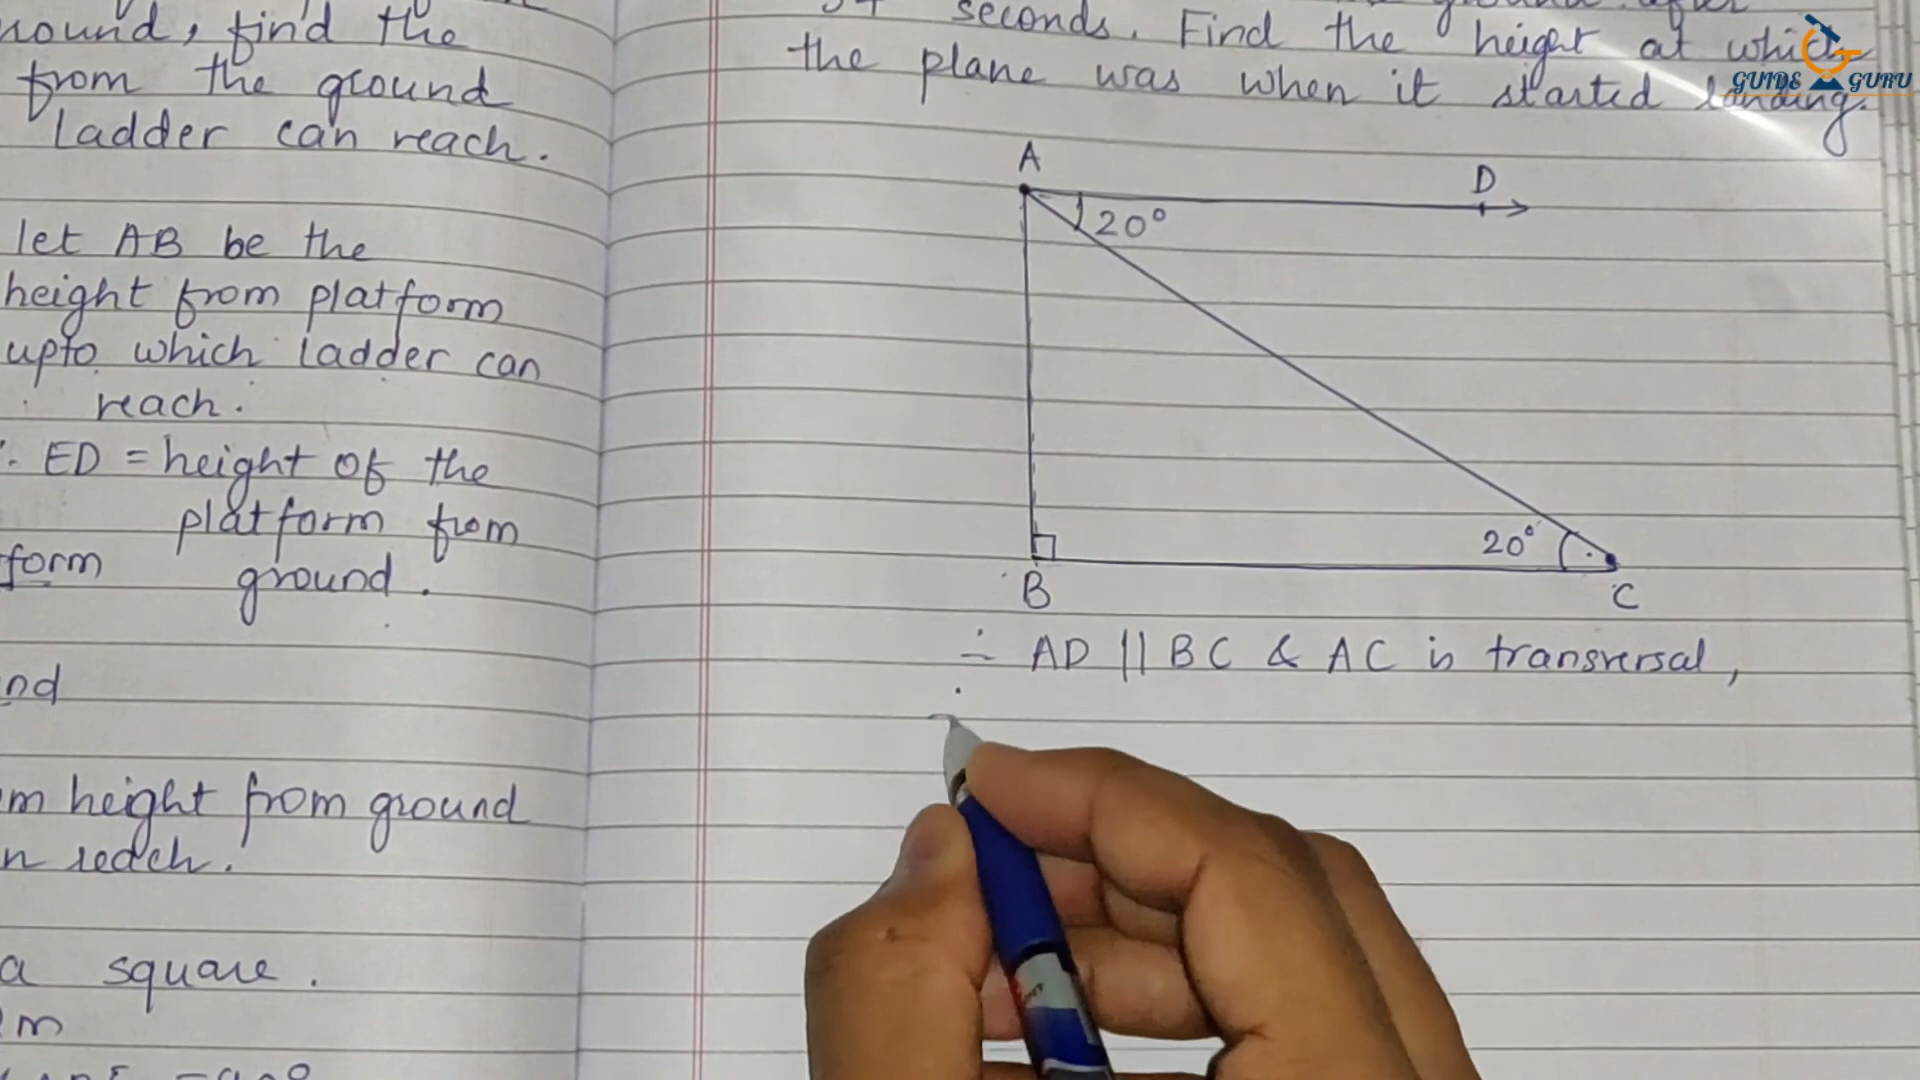 find the
from the ground
ladder can reach.
let AB be the
height from platform
upto which ladder can
reach.
ED = height of the
platform from
form ground.
nd
m height from ground
n reach.
a square.
m
seconds. Find the height at which
the plane was when it started landing.
GUIDE GURU
A
D
20°
20°
B
C
∴ AD || BC & AC is transversal,